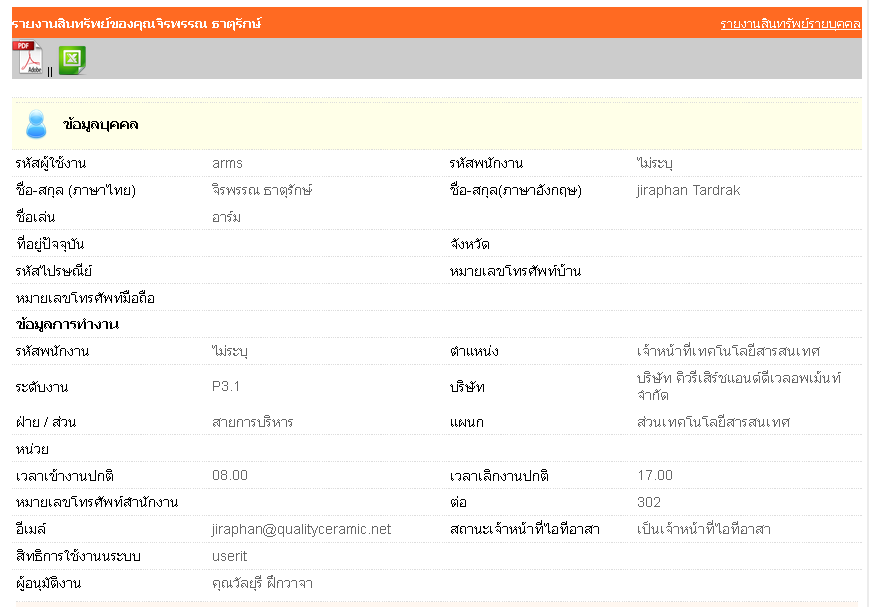 รายงานสินทรัพย์ของคุณจิรพรรณ ธาตุรักษ์ รายงานสินทรัพย์รายบุคคล
PDF Adobe || X
ข้อมูลบุคคล
รหัสผู้ใช้งาน arms รหัสพนักงาน ไม่ระบุ
ชื่อ-สกุล (ภาษาไทย) จิรพรรณ ธาตุรักษ์ ชื่อ-สกุล(ภาษาอังกฤษ) jiraphan Tardrak
ชื่อเล่น อาร์ม
ที่อยู่ปัจจุบัน จังหวัด
รหัสไปรษณีย์ หมายเลขโทรศัพท์บ้าน
หมายเลขโทรศัพท์มือถือ
ข้อมูลการทำงาน
รหัสพนักงาน ไม่ระบุ ตำแหน่ง เจ้าหน้าที่เทคโนโลยีสารสนเทศ
ระดับงาน P3.1 บริษัท บริษัท คิวรีเสิร์ชแอนด์ดีเวลอพเม้นท์
จำกัด
ฝ่าย / ส่วน สายการบริหาร แผนก ส่วนเทคโนโลยีสารสนเทศ
หน่วย
เวลาเข้างานปกติ 08.00 เวลาเลิกงานปกติ 17.00
หมายเลขโทรศัพท์สำนักงาน ต่อ 302
อีเมล์ jiraphan@qualityceramic.net สถานะเจ้าหน้าที่ไอทีอาสา เป็นเจ้าหน้าที่ไอทีอาสา
สิทธิการใช้งานนระบบ userit
ผู้อนุมัติงาน คุณวัลยุรี ฝึกวาจา